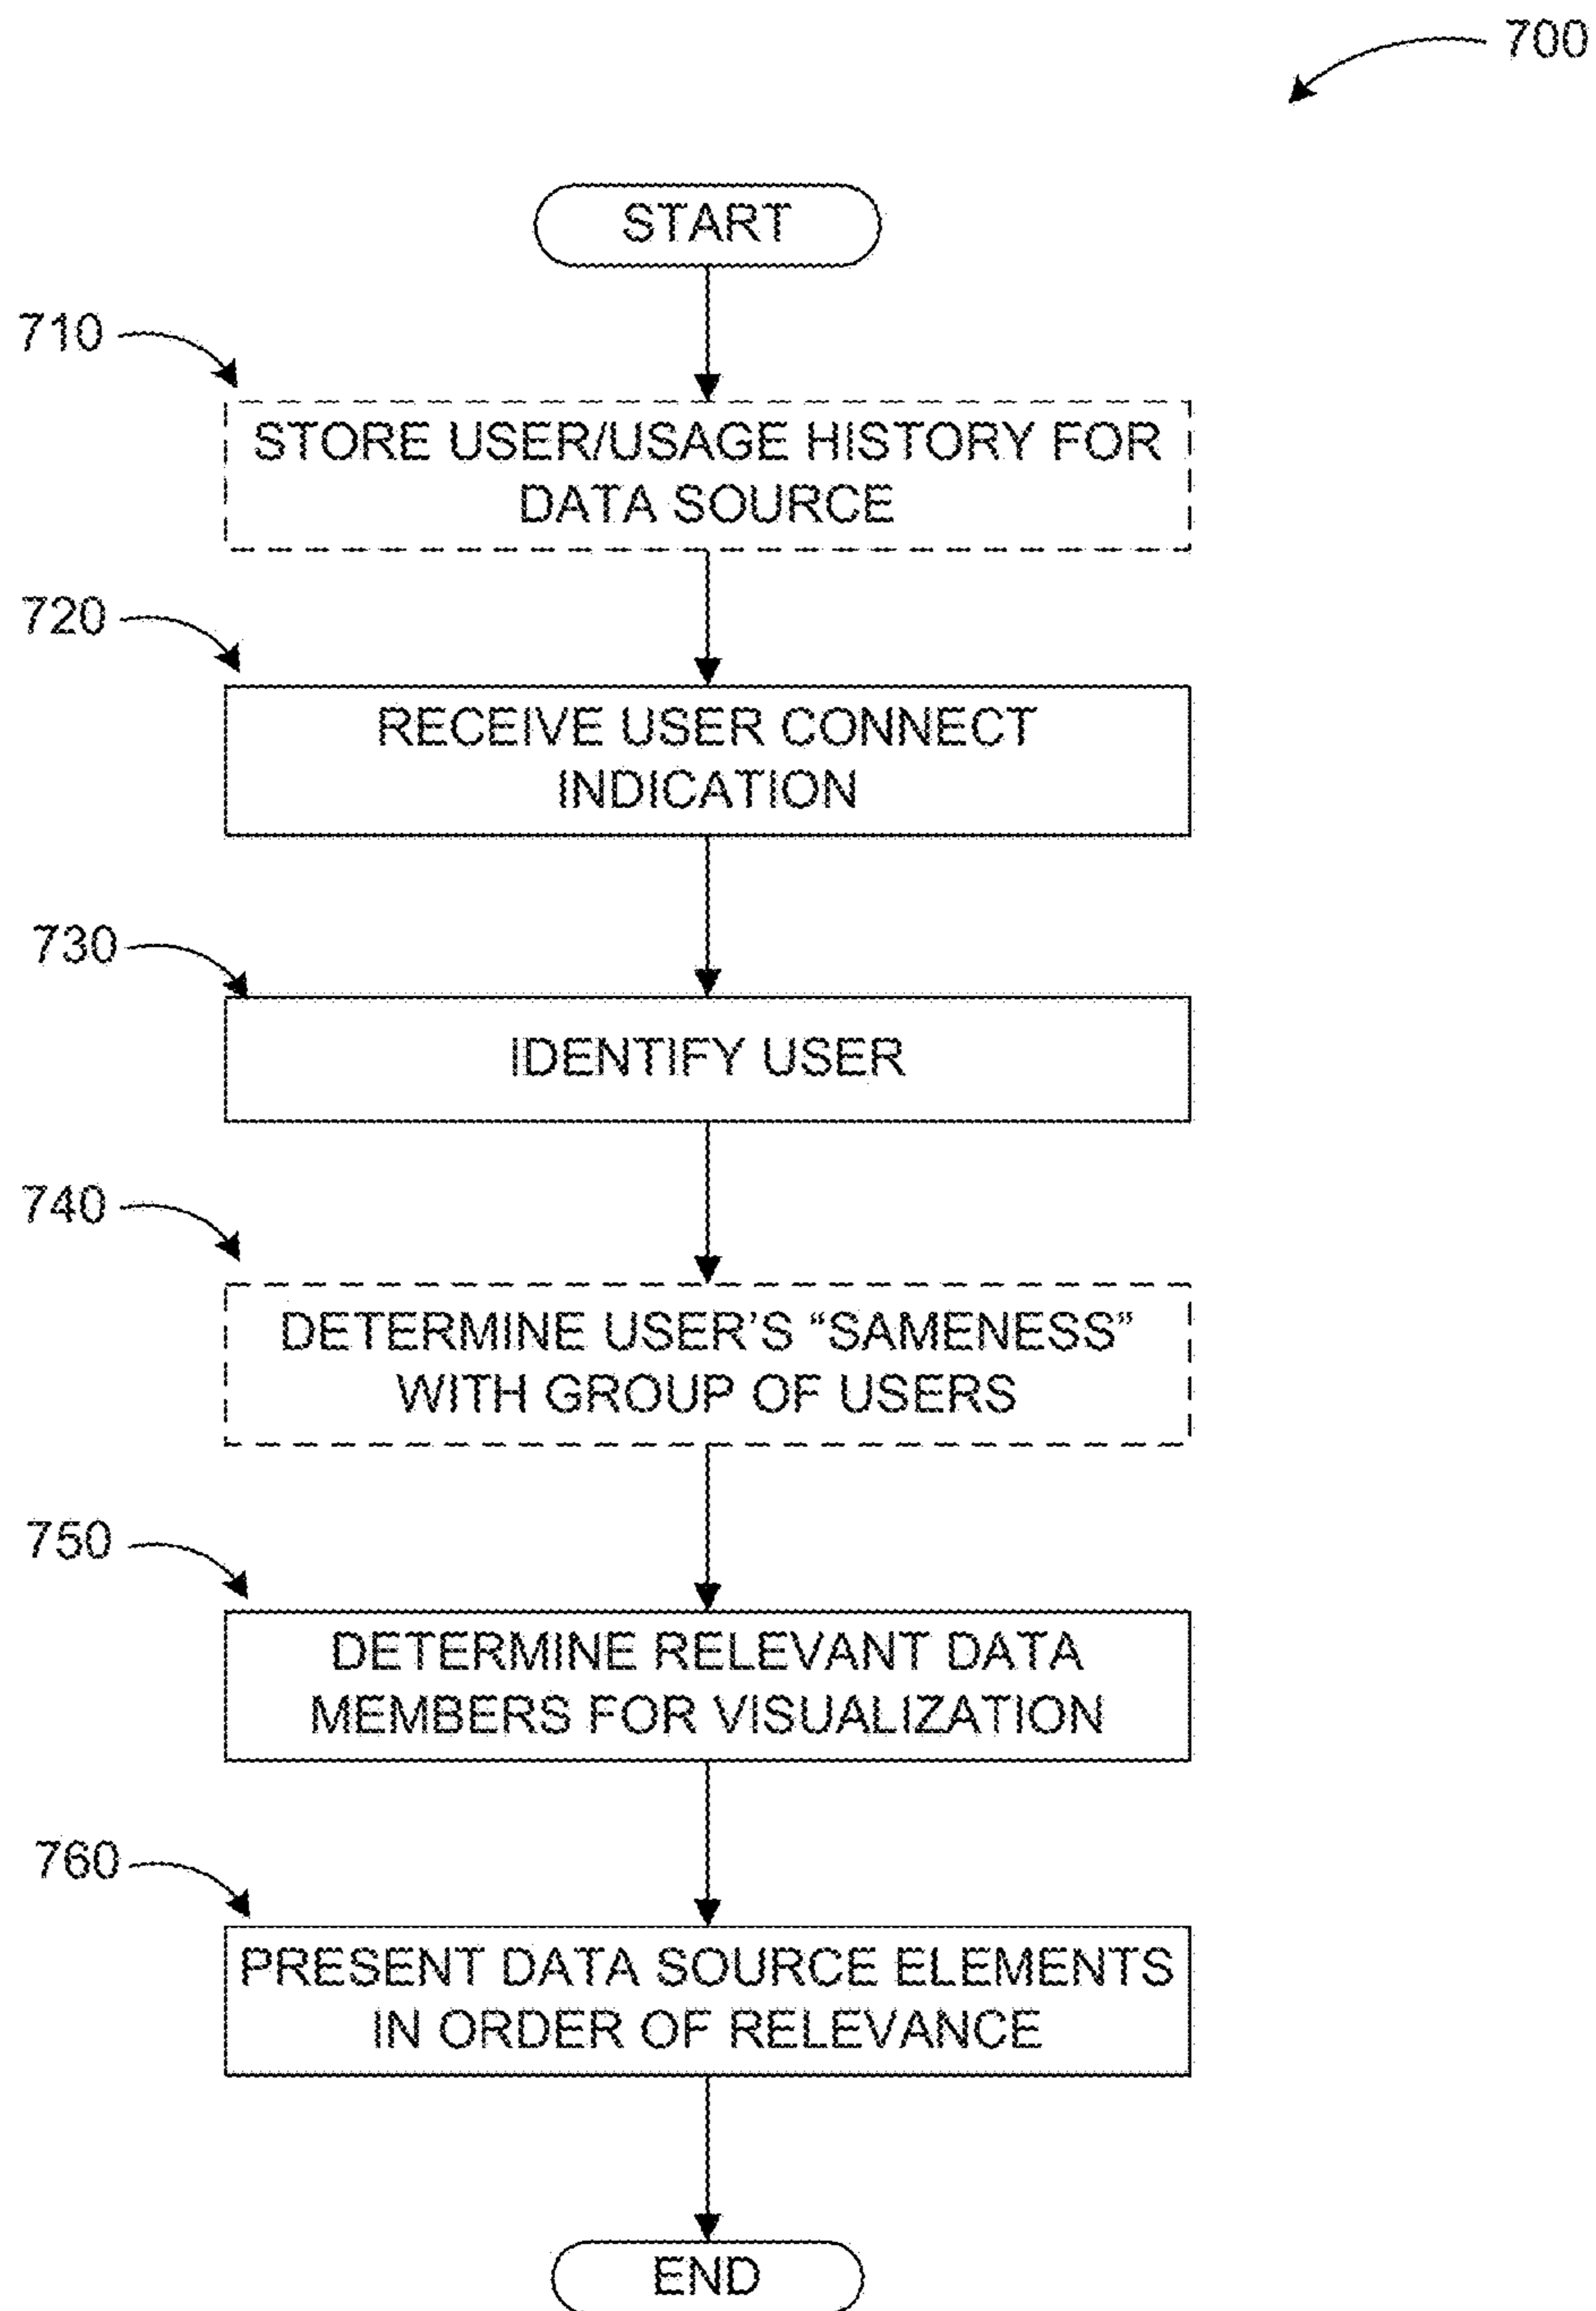 700
START
710
STORE USER/USAGE HISTORY FOR
DATA SOURCE
720
RECEIVE USER CONNECT
INDICATION
730
IDENTIFY USER
740
DETERMINE USER’S “SAMENESS”
WITH GROUP OF USERS
750
DETERMINE RELEVANT DATA
MEMBERS FOR VISUALIZATION
760
PRESENT DATA SOURCE ELEMENTS
IN ORDER OF RELEVANCE
END